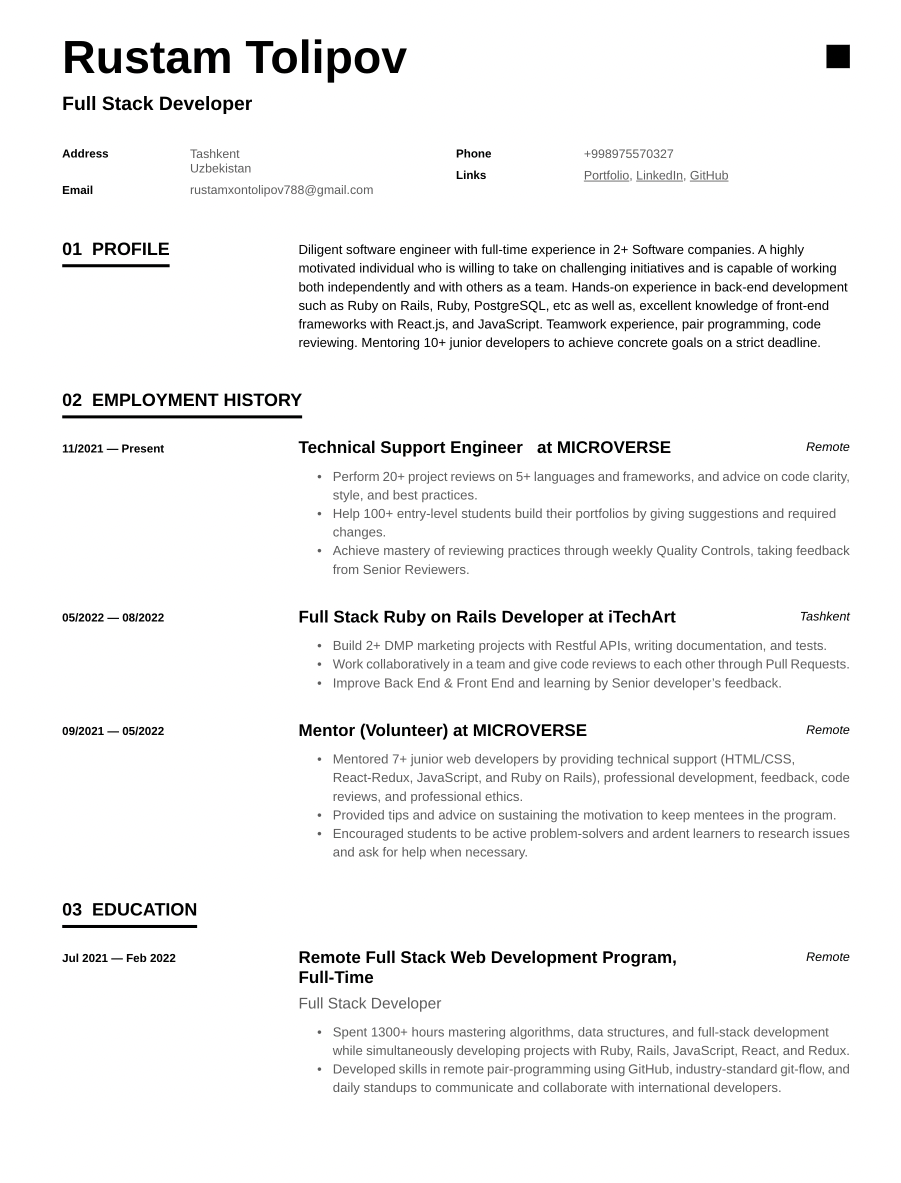 Rustam Tolipov
Full Stack Developer
Address
Tashkent
Uzbekistan
Email
rustamxontolipov788@gmail.com
Phone
+998975570327
Links
Portfolio, LinkedIn, GitHub
01 PROFILE
Diligent software engineer with full-time experience in 2+ Software companies. A highly
motivated individual who is willing to take on challenging initiatives and is capable of working
both independently and with others as a team. Hands-on experience in back-end development
such as Ruby on Rails, Ruby, PostgreSQL, etc as well as, excellent knowledge of front-end
frameworks with React.js, and JavaScript. Teamwork experience, pair programming, code
reviewing. Mentoring 10+ junior developers to achieve concrete goals on a strict deadline.
02 EMPLOYMENT HISTORY
11/2021 — Present
Technical Support Engineer at MICROVERSE
Remote
• Perform 20+ project reviews on 5+ languages and frameworks, and advice on code clarity,
style, and best practices.
• Help 100+ entry-level students build their portfolios by giving suggestions and required
changes.
• Achieve mastery of reviewing practices through weekly Quality Controls, taking feedback
from Senior Reviewers.
05/2022 — 08/2022
Full Stack Ruby on Rails Developer at iTechArt
Tashkent
• Build 2+ DMP marketing projects with Restful APIs, writing documentation, and tests.
• Work collaboratively in a team and give code reviews to each other through Pull Requests.
• Improve Back End & Front End and learning by Senior developer’s feedback.
09/2021 — 05/2022
Mentor (Volunteer) at MICROVERSE
Remote
• Mentored 7+ junior web developers by providing technical support (HTML/CSS,
React-Redux, JavaScript, and Ruby on Rails), professional development, feedback, code
reviews, and professional ethics.
• Provided tips and advice on sustaining the motivation to keep mentees in the program.
• Encouraged students to be active problem-solvers and ardent learners to research issues
and ask for help when necessary.
03 EDUCATION
Jul 2021 — Feb 2022
Remote Full Stack Web Development Program,
Full-Time
Remote
Full Stack Developer
• Spent 1300+ hours mastering algorithms, data structures, and full-stack development
while simultaneously developing projects with Ruby, Rails, JavaScript, React, and Redux.
• Developed skills in remote pair-programming using GitHub, industry-standard git-flow, and
daily standups to communicate and collaborate with international developers.